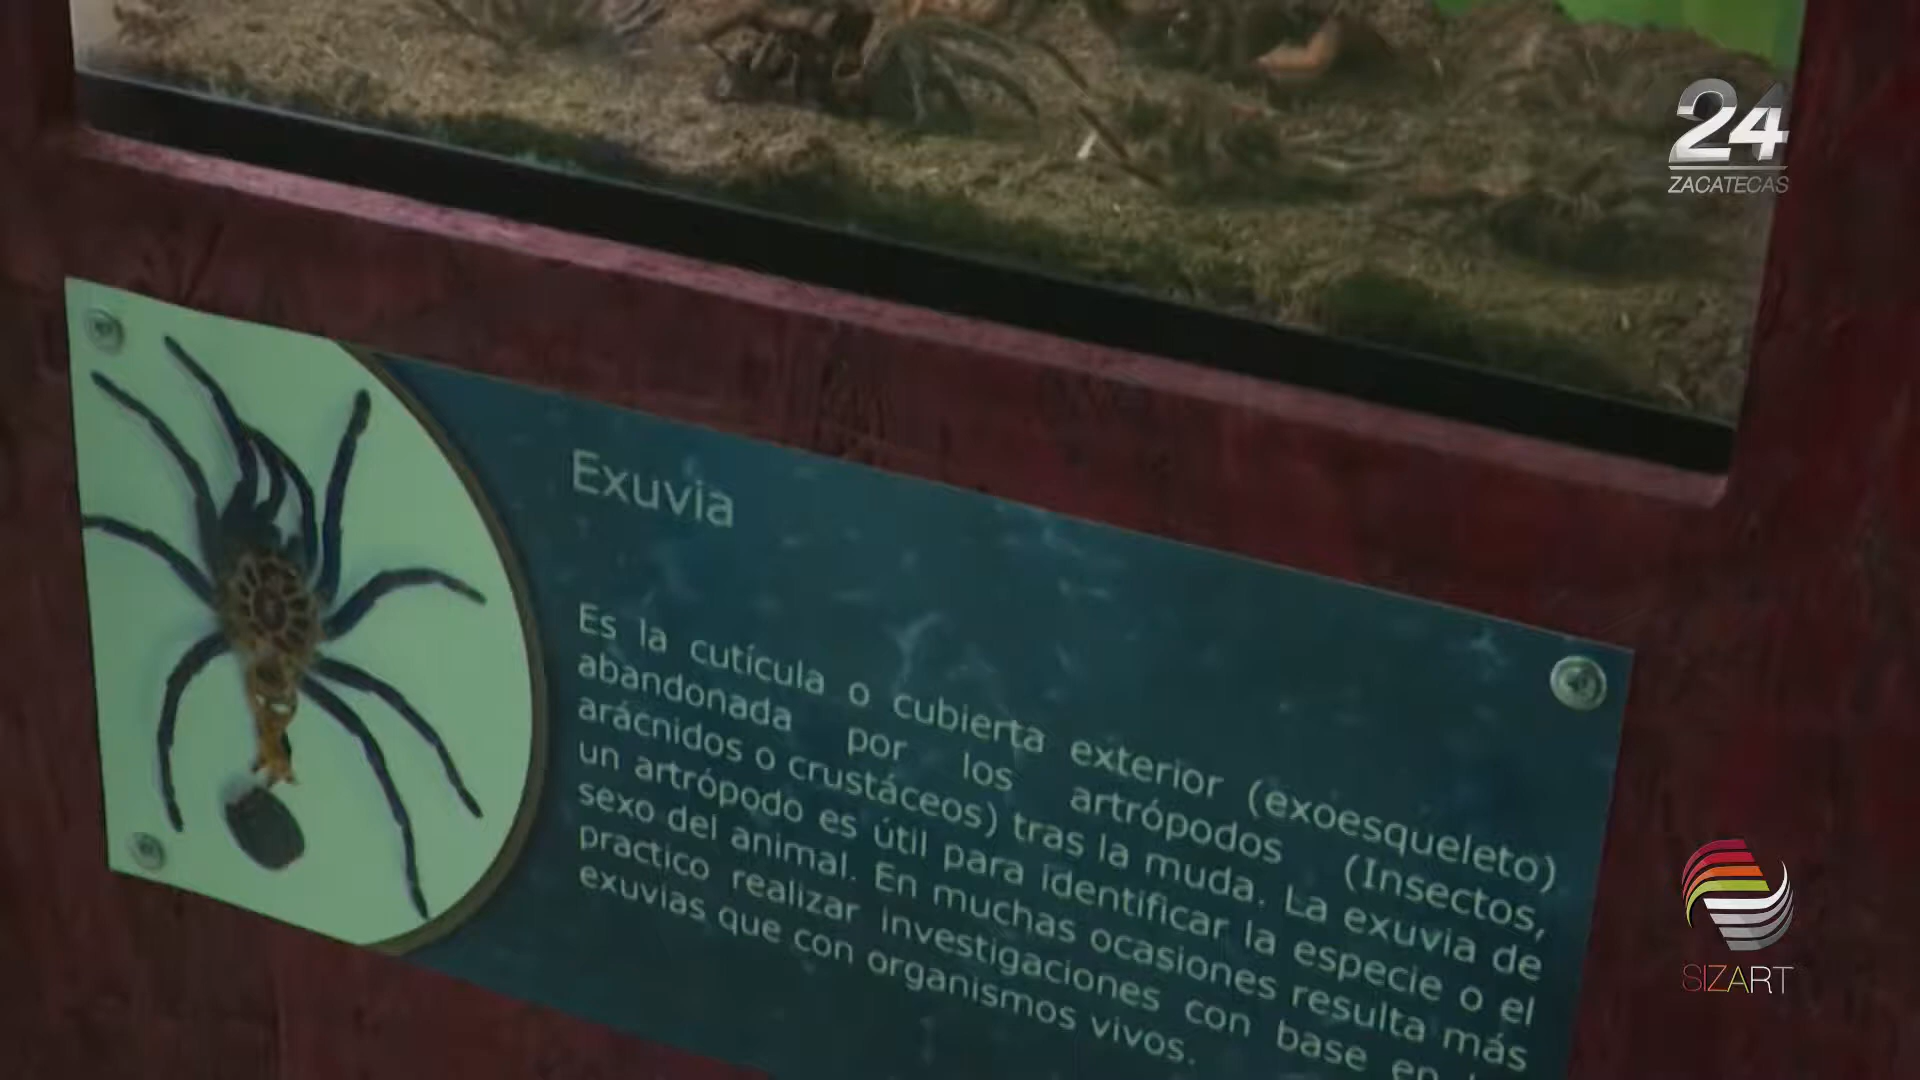 24
ZACATECAS
Exuvia
Es la cutícula o cubierta exterior (exoesqueleto)
abandonada por los artrópodos (Insectos,
arácnidos o crustáceos) tras la muda. La exuvia de
un artrópodo es útil para identificar la especie o el
sexo del animal. En muchas ocasiones resulta más
practico realizar investigaciones con base en
exuvias que con organismos vivos.
SIZART